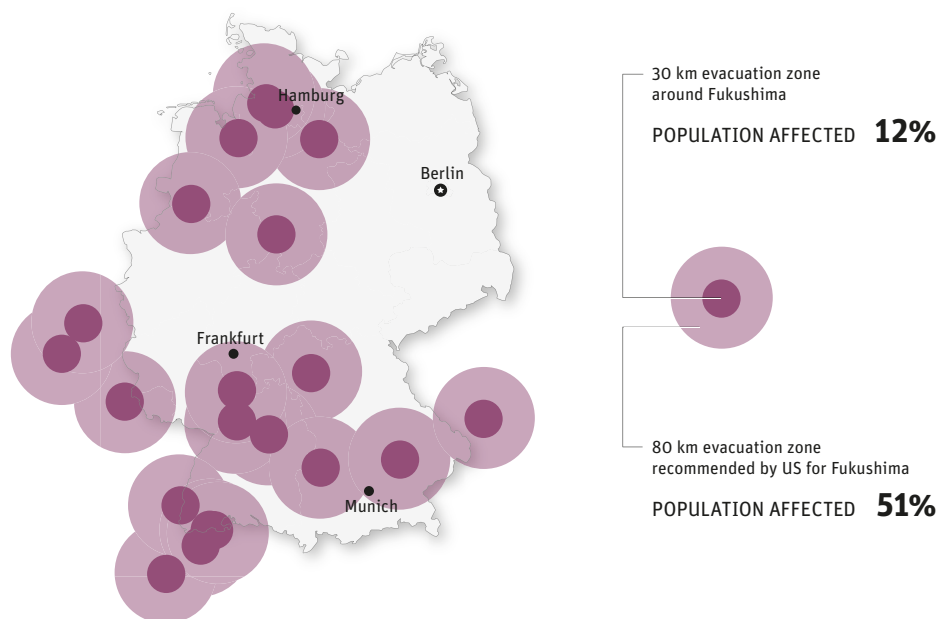 Hamburg
Berlin
Frankfurt
Munich
30 km evacuation zone
around Fukushima
POPULATION AFFECTED 12%
80 km evacuation zone
recommended by US for Fukushima
POPULATION AFFECTED 51%